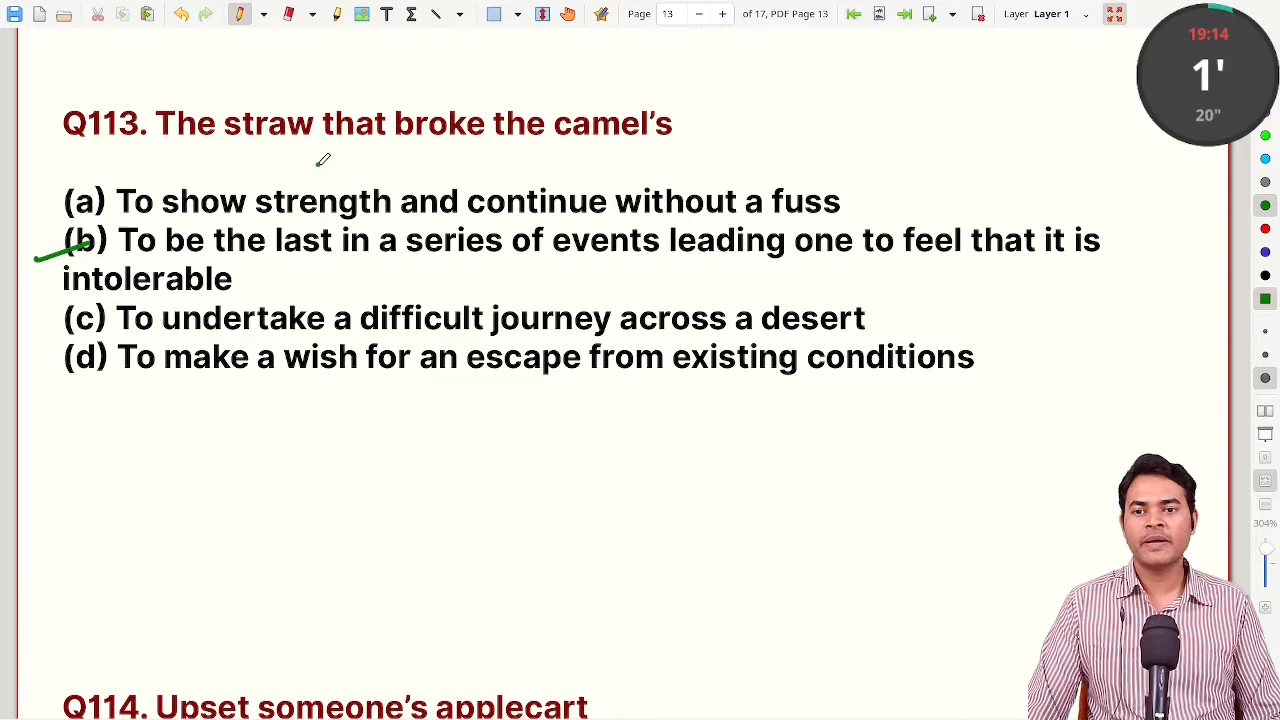 Page 13 of 17. PDF Page 13
Layer Layer 1
19:14
1'
20"
Q113. The straw that broke the camel's
(a) To show strength and continue without a fuss
(b) To be the last in a series of events leading one to feel that it is
intolerable
(c) To undertake a difficult journey across a desert
(d) To make a wish for an escape from existing conditions
304%
Q114. Upset someone's applecart